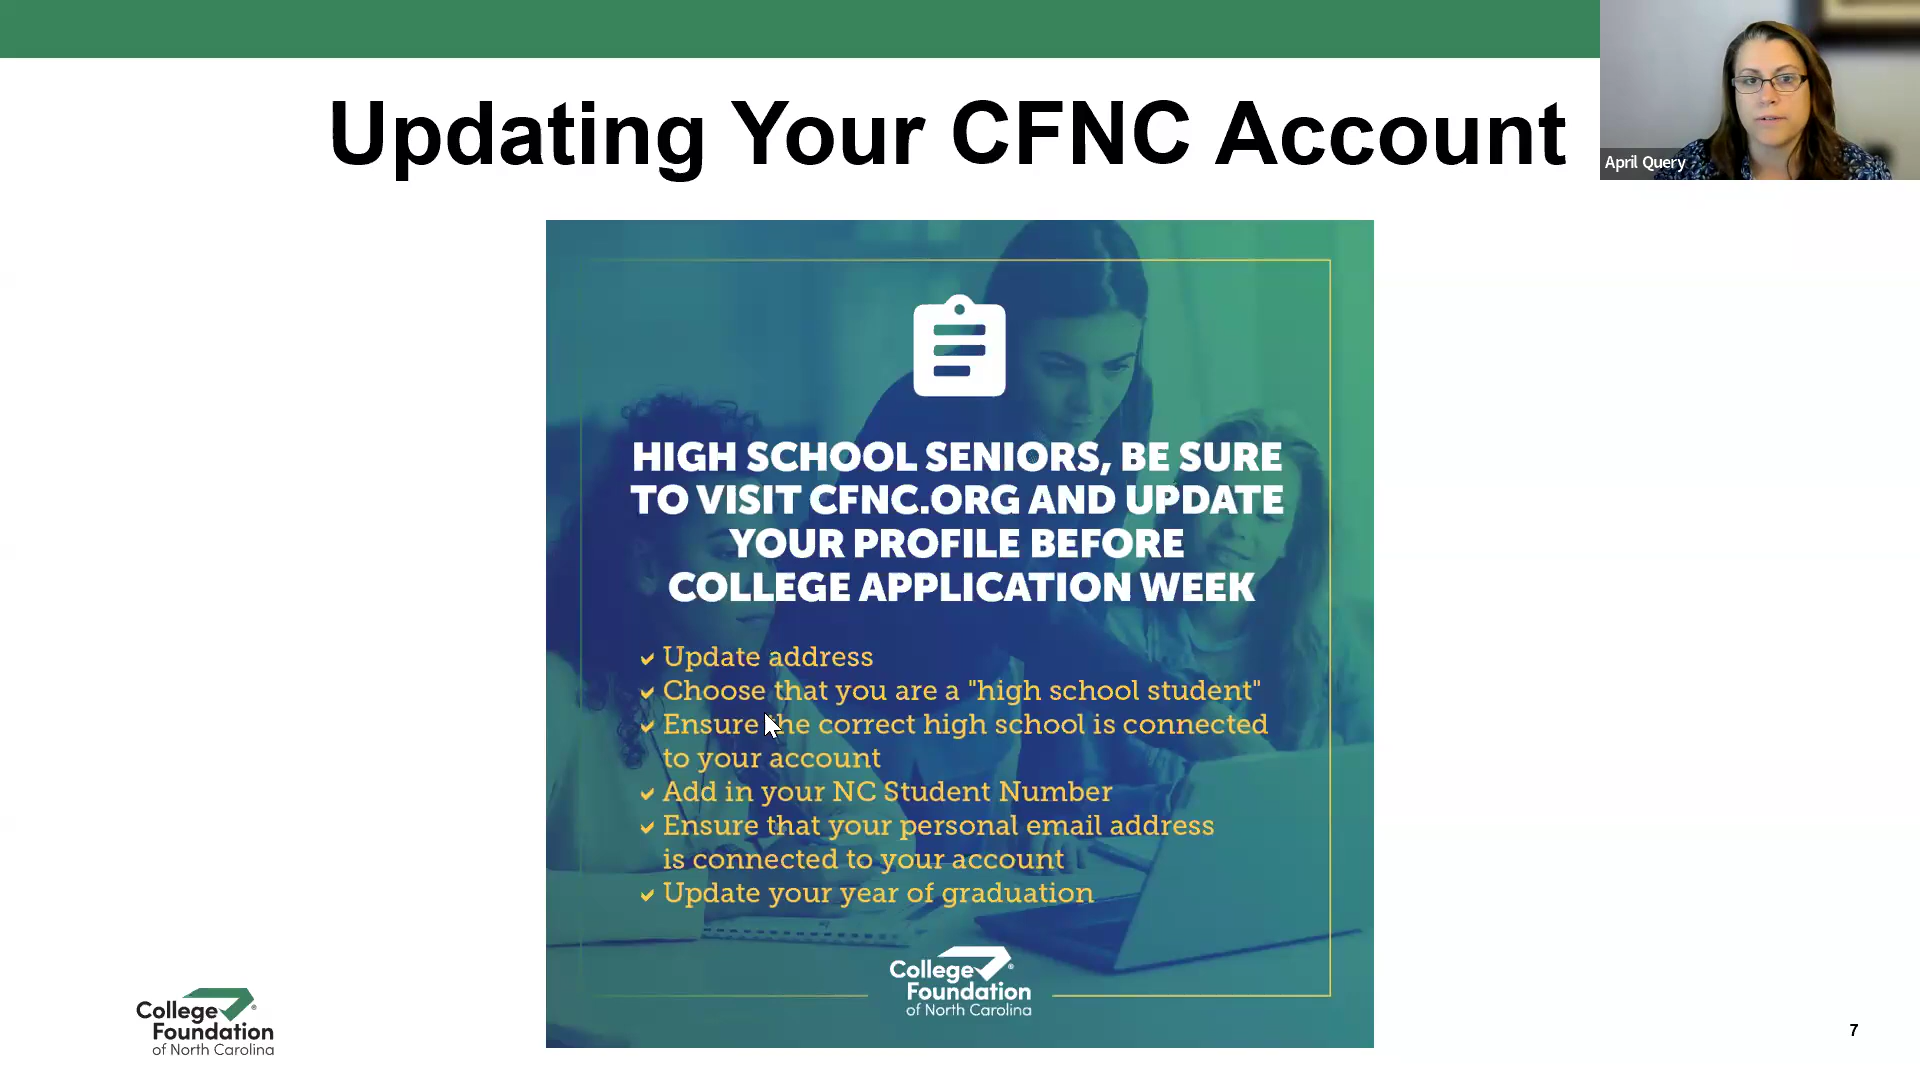 Updating Your CFNC Account
April Query
HIGH SCHOOL SENIORS, BE SURE
TO VISIT CFNC.ORG AND UPDATE
YOUR PROFILE BEFORE
COLLEGE APPLICATION WEEK
Update address
Choose that you are a "high school student"
Ensure the correct high school is connected
to your account
Add in your NC Student Number
Ensure that your personal email address
is connected to your account
Update your year of graduation
College
Foundation
of North Carolina
College
Foundation
of North Carolina
7